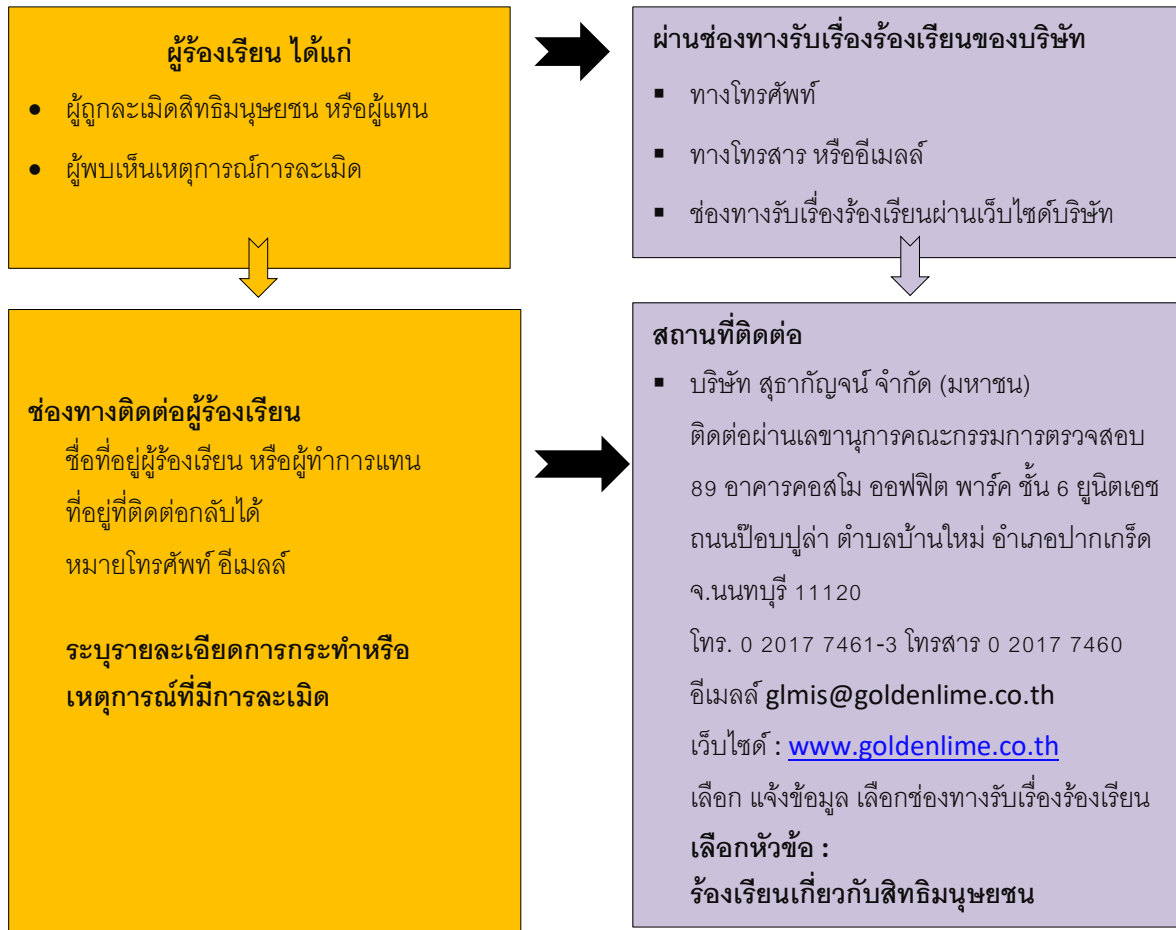 ผู้ร้องเรียน ได้แก่
• ผู้ถูกละเมิดสิทธิมนุษยชน หรือผู้แทน
• ผู้พบเห็นเหตุการณ์การละเมิด
ผ่านช่องทางรับเรื่องร้องเรียนของบริษัท
▪ ทางโทรศัพท์
▪ ทางโทรสาร หรืออีเมลล์
▪ ช่องทางรับเรื่องร้องเรียนผ่านเว็บไซด์บริษัท
ช่องทางติดต่อผู้ร้องเรียน
ชื่อที่อยู่ผู้ร้องเรียน หรือผู้ทำการแทน
ที่อยู่ที่ติดต่อกลับได้
หมายโทรศัพท์ อีเมลล์
ระบุรายละเอียดการกระทำหรือ
เหตุการณ์ที่มีการละเมิด
สถานที่ติดต่อ
▪ บริษัท สุธากัญจน์ จำกัด (มหาชน)
ติดต่อผ่านเลขานุการคณะกรรมการตรวจสอบ
89 อาคารคอสโม ออฟฟิต พาร์ค ชั้น 6 ยูนิตเอช
ถนนป๊อบปูล่า ตำบลบ้านใหม่ อำเภอปากเกร็ด
จ.นนทบุรี 11120
โทร. 0 2017 7461-3 โทรสาร 0 2017 7460
อีเมลล์ glmis@goldenlime.co.th
เว็บไซด์ : www.goldenlime.co.th
เลือก แจ้งข้อมูล เลือกช่องทางรับเรื่องร้องเรียน
เลือกหัวข้อ :
ร้องเรียนเกี่ยวกับสิทธิมนุษยชน